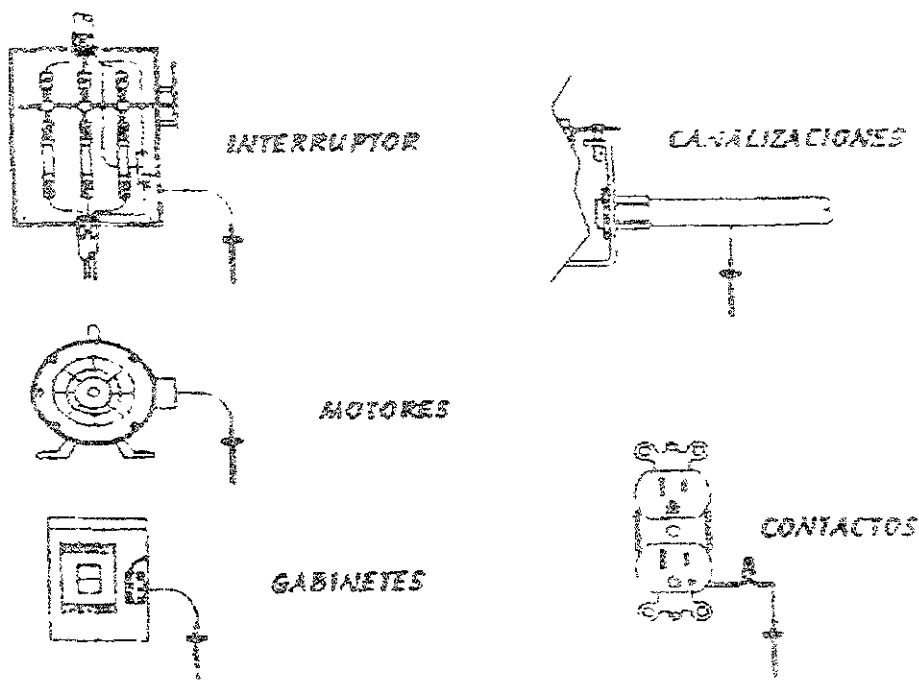 INTERRUPTOR
CANALIZACIONES
MOTORES
CONTACTOS
GABINETES